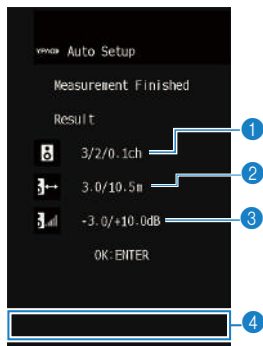 YPAO Auto Setup
Measurement Finished
Result
3/2/0.1ch
1
3.0/10.5m
2
-3.0/+10.0dB
3
OK:ENTER
4